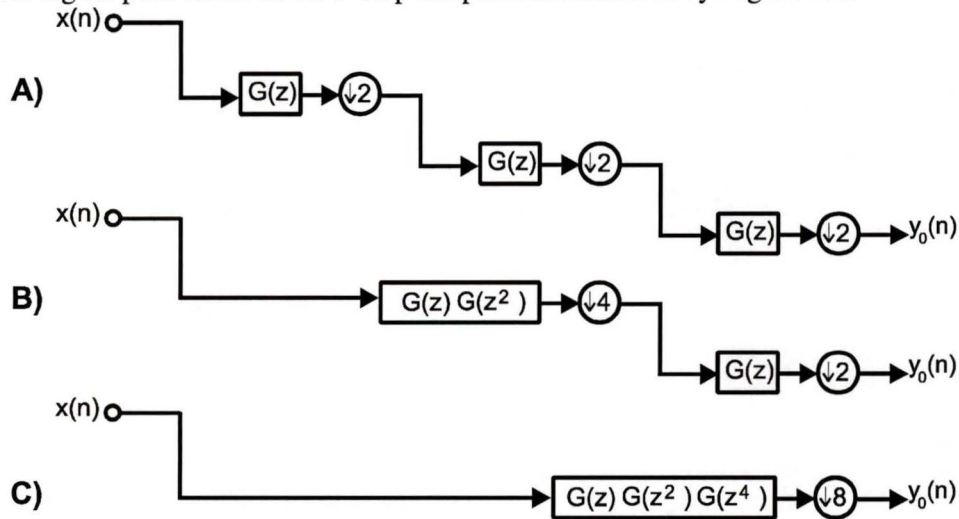 x(n)
A) G(z) ↓2
G(z) ↓2
x(n)
G(z) ↓2 y₀(n)
B) G(z) G(z²) ↓4
G(z) ↓2 y₀(n)
x(n)
C) G(z) G(z²) G(z⁴) ↓8 y₀(n)